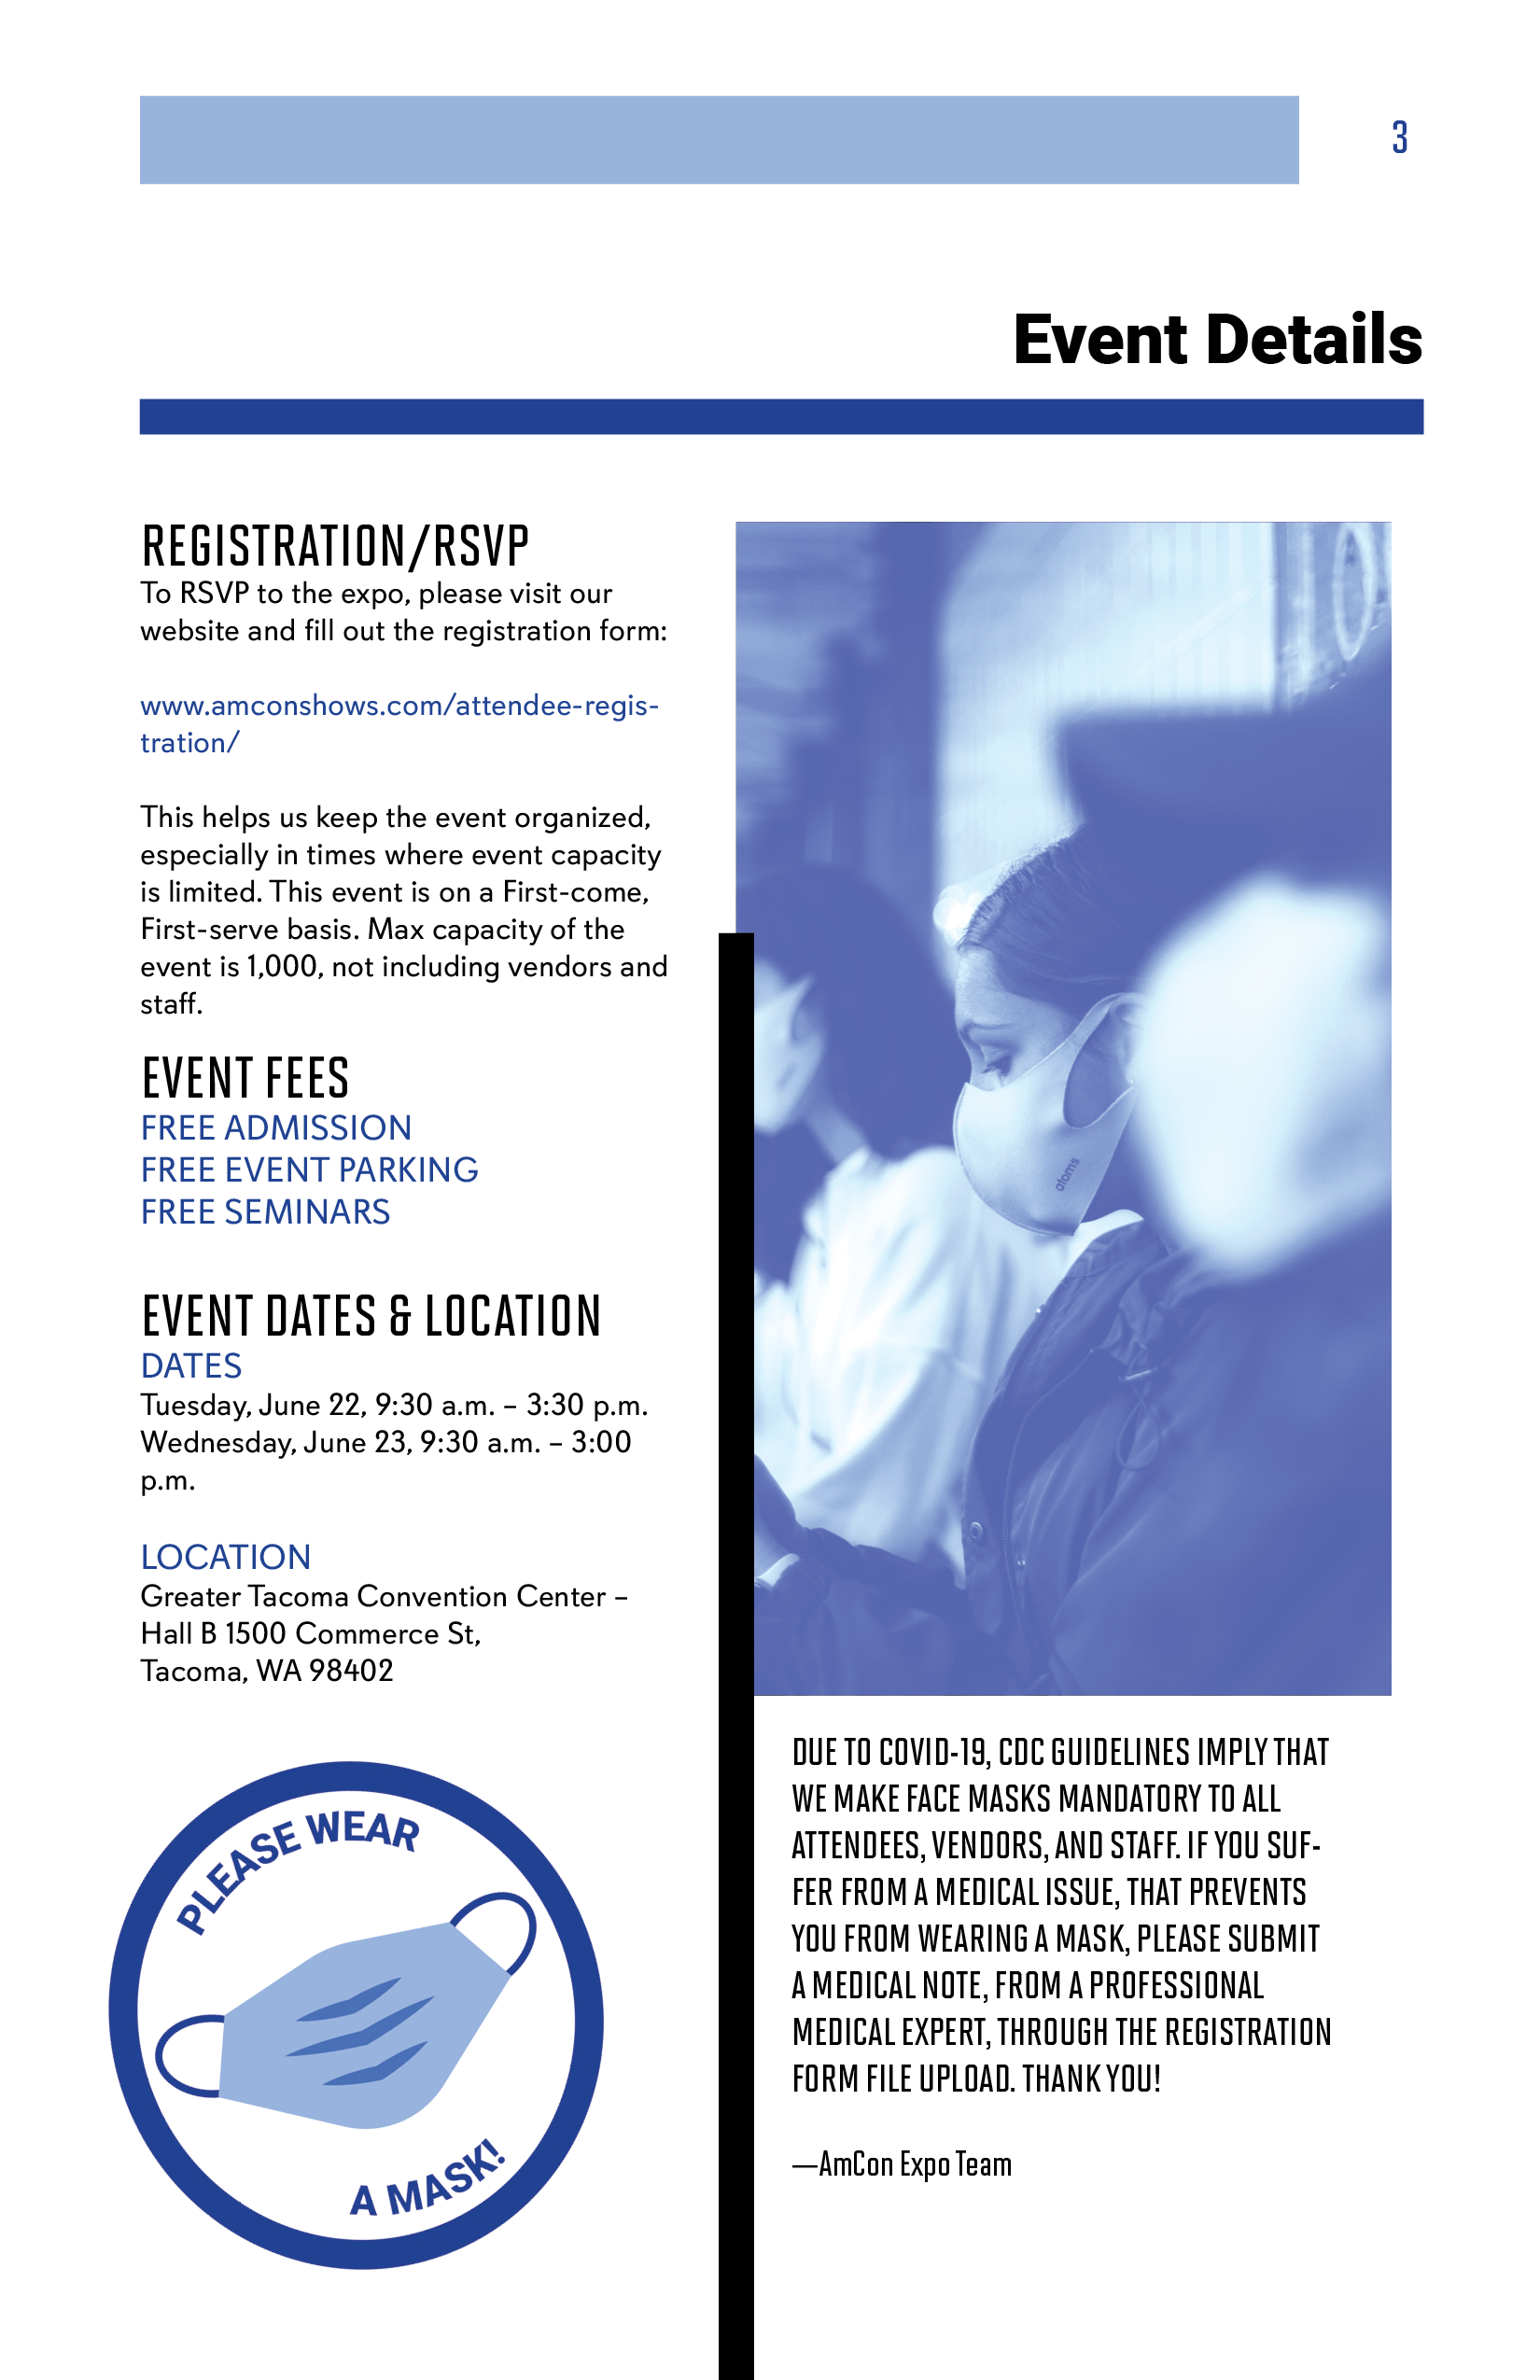 3
Event Details
REGISTRATION/RSVP
To RSVP to the expo, please visit our
website and fill out the registration form:
www.amconshows.com/attendee-regis-
tration/
This helps us keep the event organized,
especially in times where event capacity
is limited. This event is on a First-come,
First-serve basis. Max capacity of the
event is 1,000, not including vendors and
staff.
EVENT FEES
FREE ADMISSION
FREE EVENT PARKING
FREE SEMINARS
EVENT DATES & LOCATION
DATES
Tuesday, June 22, 9:30 a.m. – 3:30 p.m.
Wednesday, June 23, 9:30 a.m. – 3:00
p.m.
LOCATION
Greater Tacoma Convention Center –
Hall B 1500 Commerce St,
Tacoma, WA 98402
PLEASE WEAR
A MASK!
atoms
DUE TO COVID-19, CDC GUIDELINES IMPLY THAT
WE MAKE FACE MASKS MANDATORY TO ALL
ATTENDEES, VENDORS, AND STAFF. IF YOU SUF-
FER FROM A MEDICAL ISSUE, THAT PREVENTS
YOU FROM WEARING A MASK, PLEASE SUBMIT
A MEDICAL NOTE, FROM A PROFESSIONAL
MEDICAL EXPERT, THROUGH THE REGISTRATION
FORM FILE UPLOAD. THANK YOU!
—AmCon Expo Team